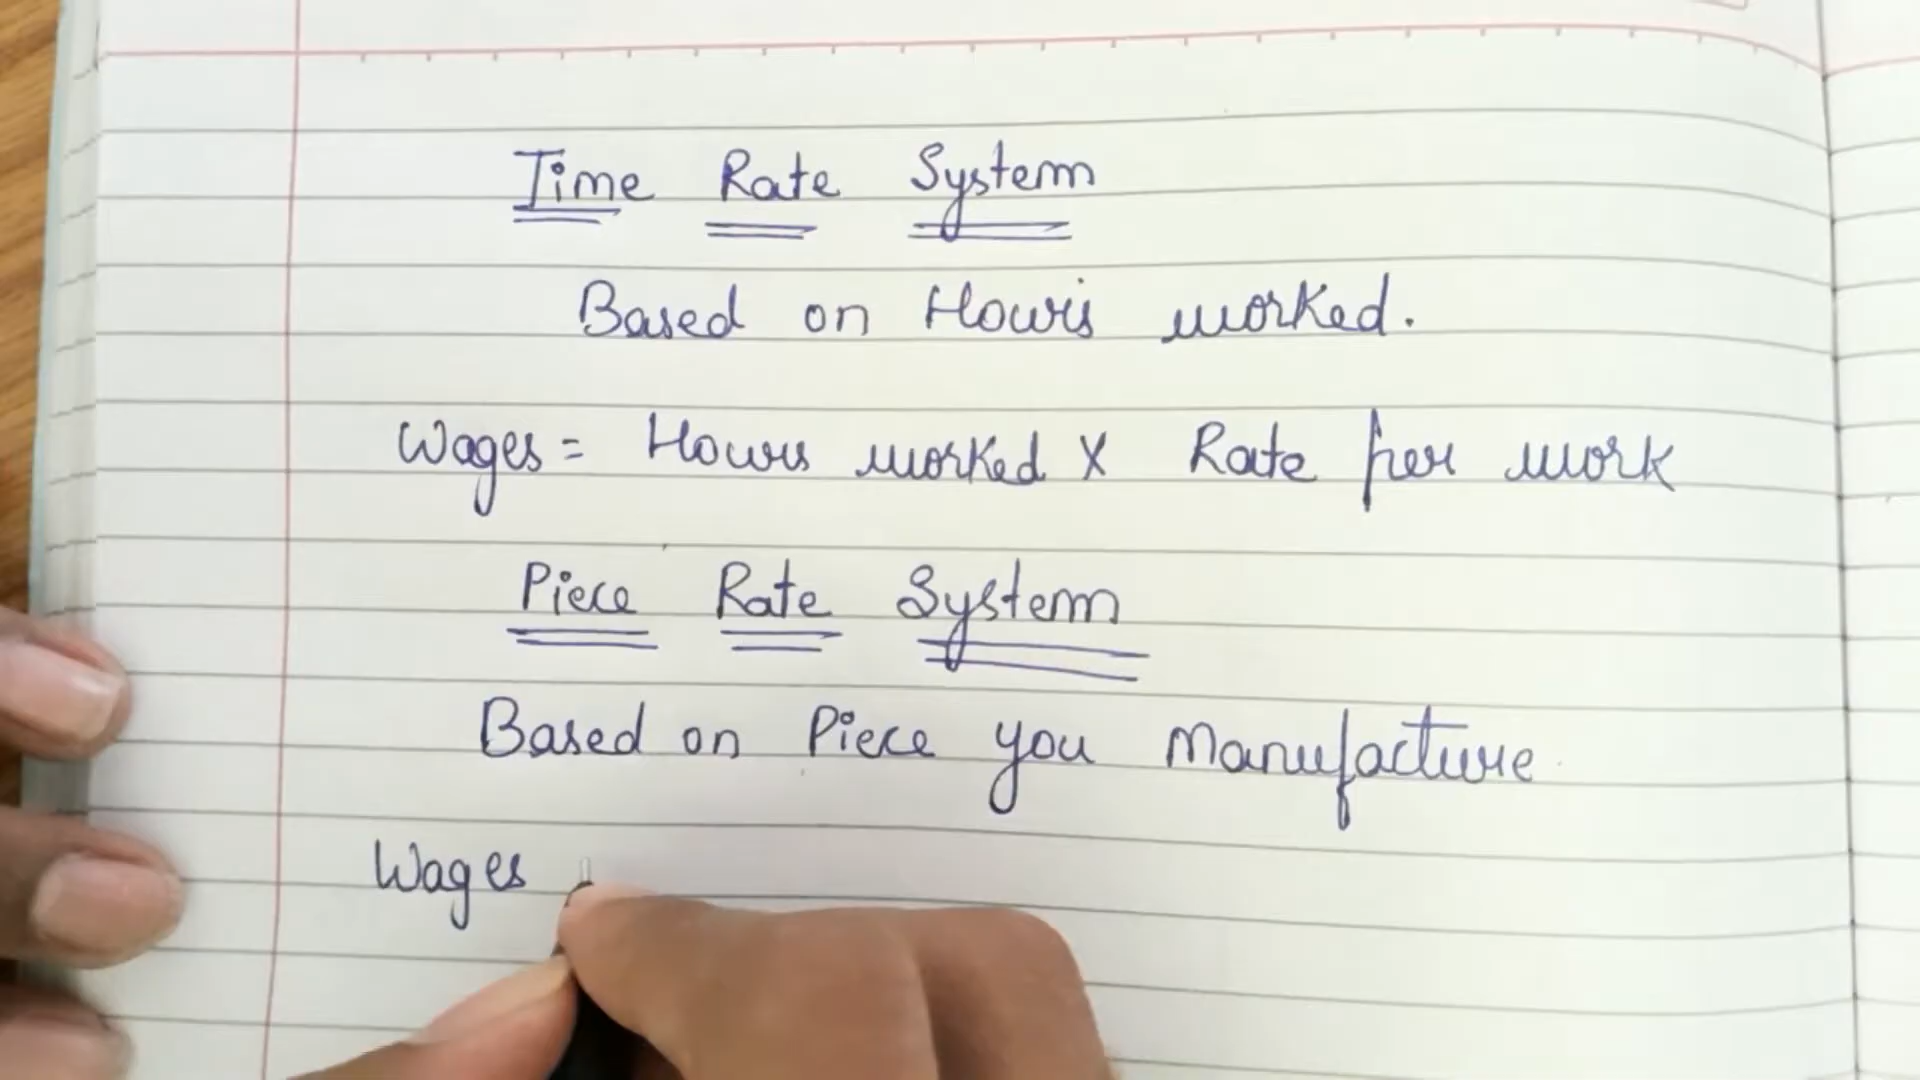 Time Rate System
Based on Hours worked.
Wages = Hours worked X Rate per work
Piece Rate System
Based on Piece you Manufacture
Wages